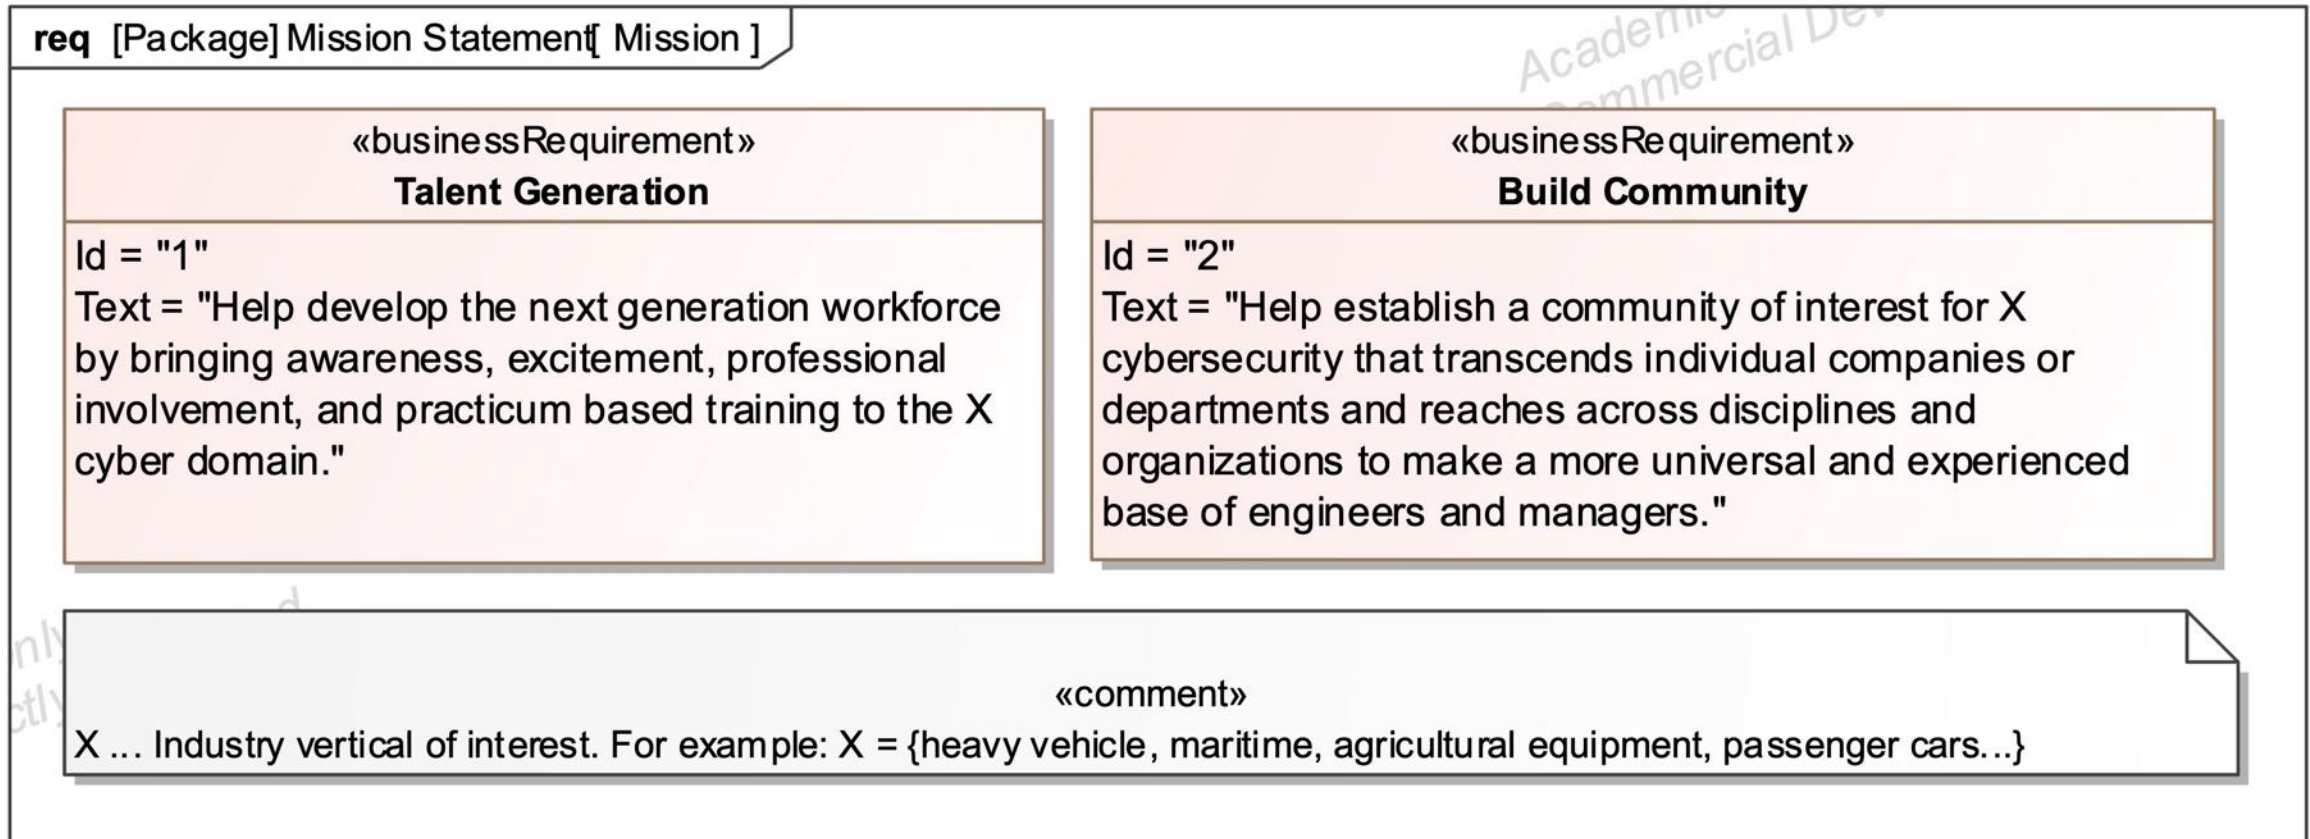 req [Package] Mission Statement[ Mission ]
Academic
Commercial Dev
«businessRequirement»
Talent Generation
Id = "1"
Text = "Help develop the next generation workforce
by bringing awareness, excitement, professional
involvement, and practicum based training to the X
cyber domain."
«businessRequirement»
Build Community
Id = "2"
Text = "Help establish a community of interest for X
cybersecurity that transcends individual companies or
departments and reaches across disciplines and
organizations to make a more universal and experienced
base of engineers and managers."
«comment»
X ... Industry vertical of interest. For example: X = {heavy vehicle, maritime, agricultural equipment, passenger cars...}